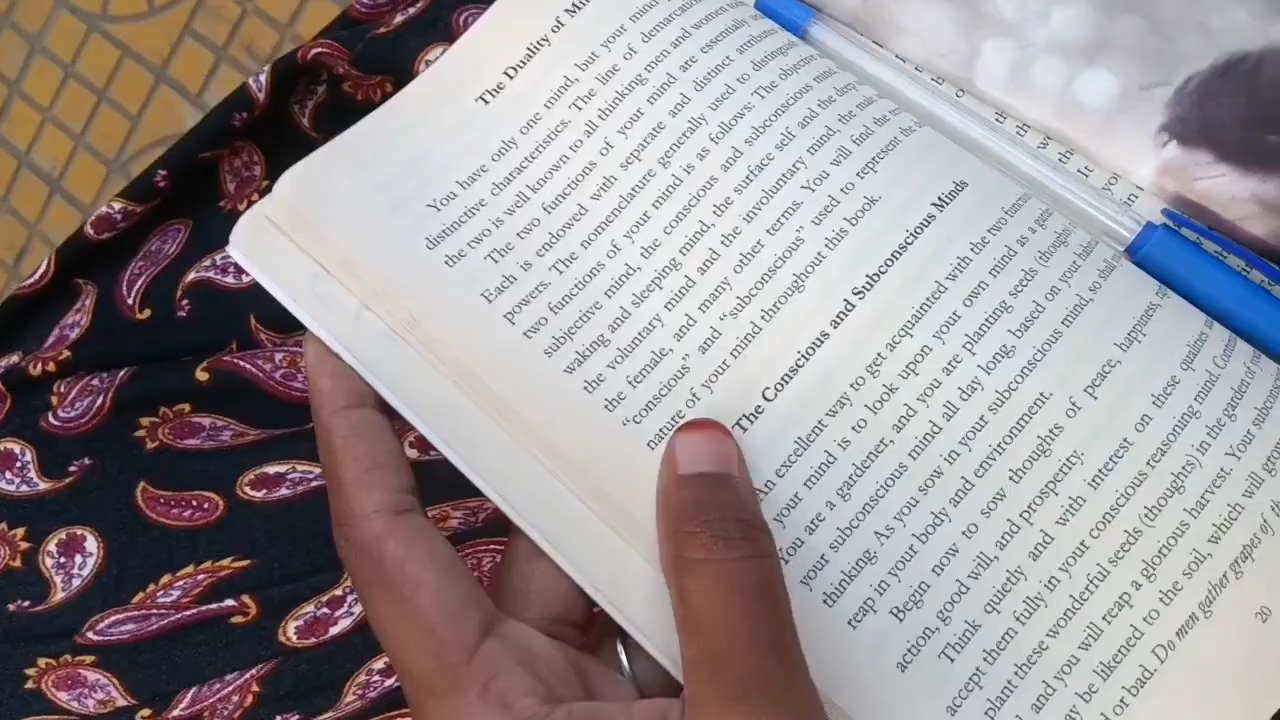 The Duality of
You have only one mind, but your mind
distinctive characteristics. The line of demarcation
the two is well known to all thinking men and women
The two functions of your mind are essentially
Each is endowed with separate and distinct attributes
powers. The nomenclature generally used to distinguish
two functions of your mind is as follows: The objective
subjective mind, the conscious and subconscious mind,
waking and sleeping mind, the surface self and the deep
the voluntary mind and the involuntary mind, the male
the female, and many other terms. You will find the
“conscious” and “subconscious” used to represent the
nature of your mind throughout this book.
The Conscious and Subconscious Minds
An excellent way to get acquainted with the two
your mind is to look upon your own mind as a
You are a gardener, and you are planting seeds
your subconscious mind all day long, based on your
thinking. As you sow in your subconscious mind, so shall
reap in your body and environment.
Begin now to sow thoughts of peace, happiness,
action, good will, and prosperity.
Think quietly and with interest on these qualities
accept them fully in your conscious reasoning mind.
plant these wonderful seeds (thoughts) in the garden of
and you will reap a glorious harvest. Your
be likened to the soil, which will grow
or bad. Do men gather grapes of
20